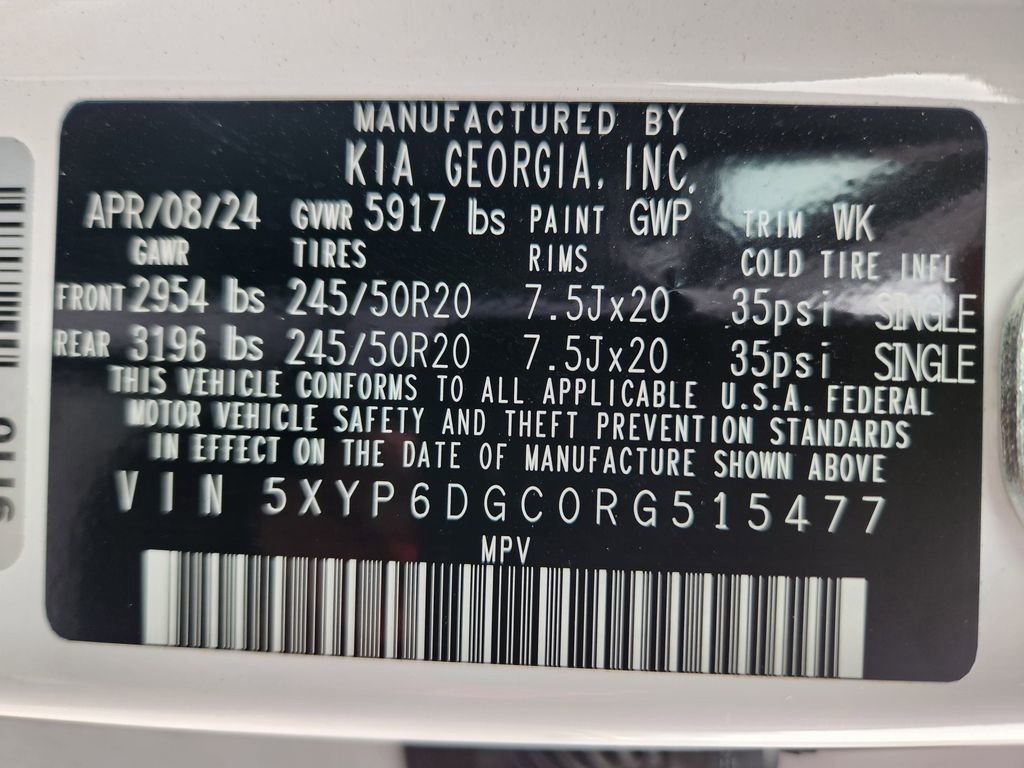 MANUFACTURED BY
KIA GEORGIA, INC.
APR/08/24 GVWR 5917 lbs PAINT GWP TRIM WK
GAWR TIRES RIMS COLD TIRE INFL
FRONT 2954 lbs 245/50R20 7.5Jx20 35psi SINGLE
REAR 3196 lbs 245/50R20 7.5Jx20 35psi SINGLE
THIS VEHICLE CONFORMS TO ALL APPLICABLE U.S.A. FEDERAL
MOTOR VEHICLE SAFETY AND THEFT PREVENTION STANDARDS
IN EFFECT ON THE DATE OF MANUFACTURE SHOWN ABOVE
VIN 5XYP6DGC0RG515477
MPV